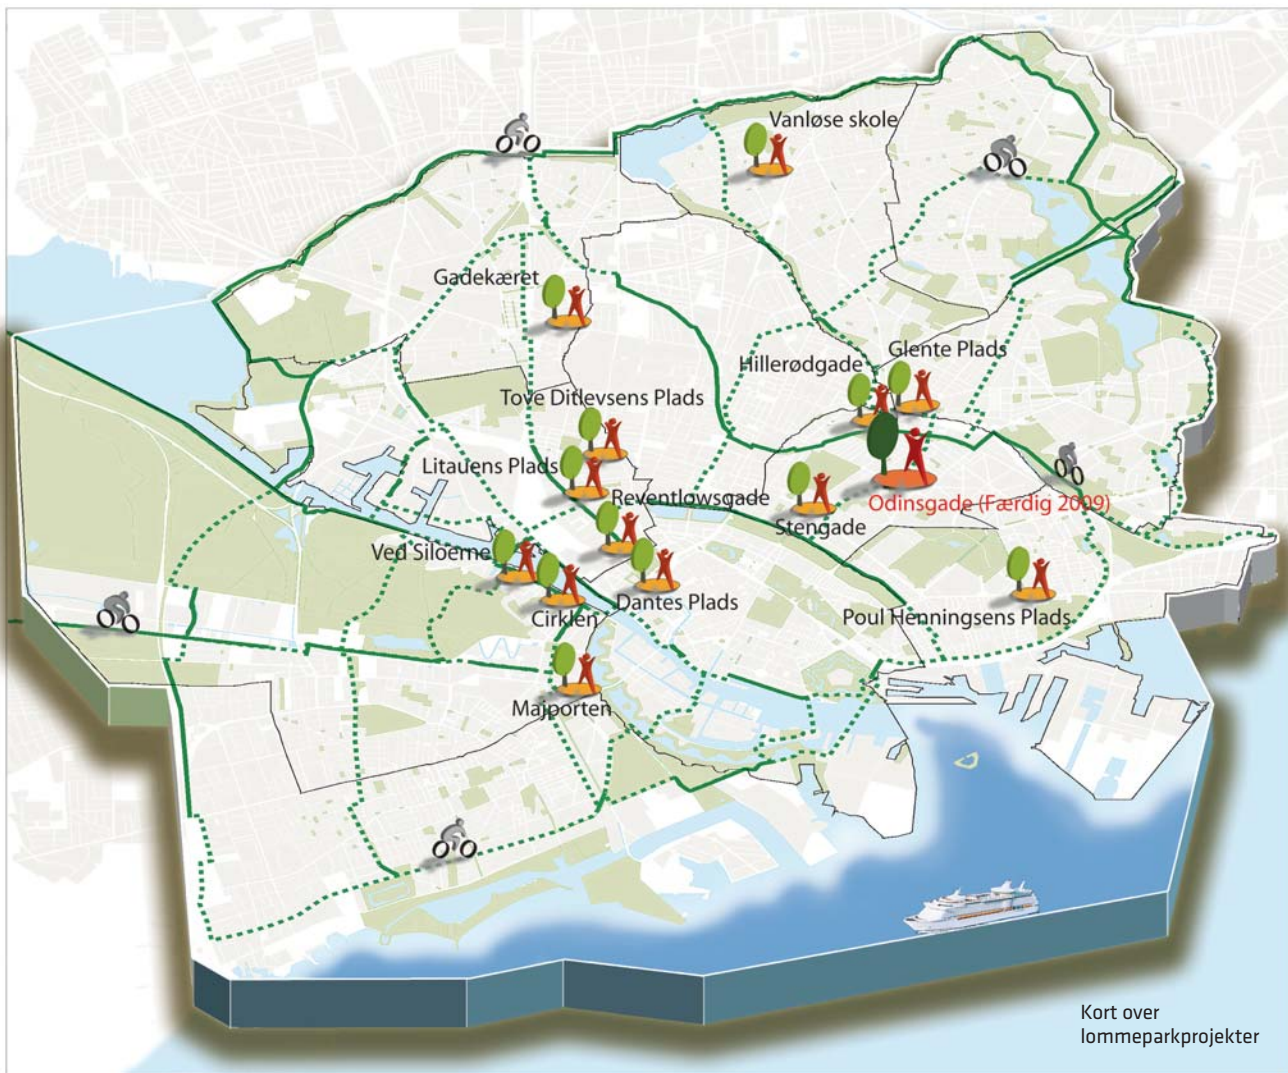 Vanløse skole
Gadekæret
Glente Plads
Hillerødgade
Tove Ditlevsens Plads
Litauens Plads
Reventløwsgade
Odinsgade (Færdig 2009)
Stengade
Ved Siloerne
Dantes Plads
Cirklen
Poul Henningsens Plads
Majporten
Kort over
lommeparkprojekter